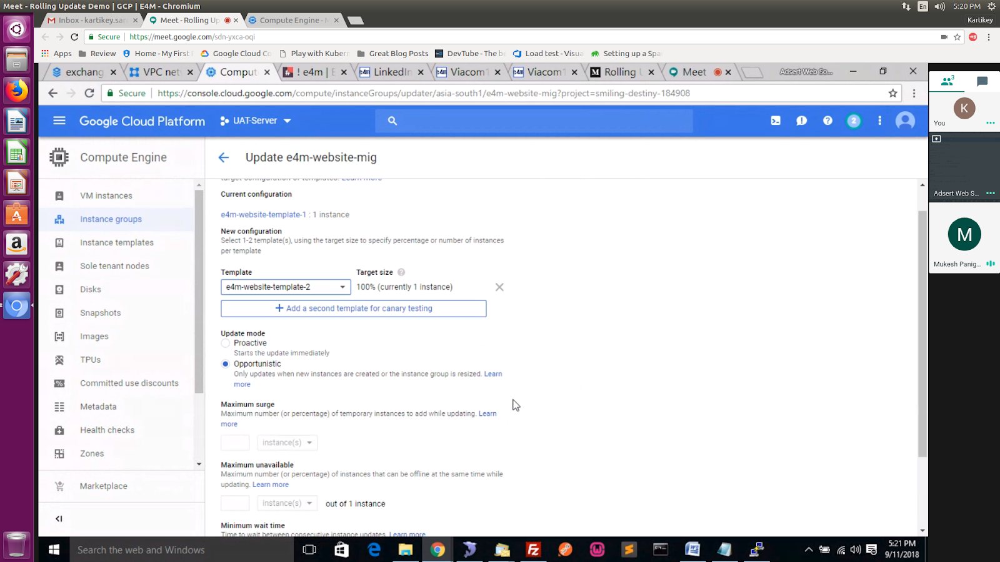 Meet - Rolling Update Demo | GCP | E4M - Chromium
En
5:20 PM
Inbox - kartikey.sar
Meet - Rolling Up
Compute Engine - M
Kartikey
Secure
https://meet.google.com/sdn-yxca-oqi
Apps
Review
Home - My First
Google Cloud Co
Play with Kubern
Great Blog Posts
DevTube - The be
Load test - Visua
Setting up a Spa
exchang
VPC net
Comput
! e4m | E
LinkedIn
Viacom1
Viacom1
Rolling U
Meet
Adsert Web So...
Secure
https://console.cloud.google.com/compute/instanceGroups/updater/asia-south1/e4m-website-mig?project=smiling-destiny-184908
Google Cloud Platform
UAT-Server
2
Compute Engine
Update e4m-website-mig
VM instances
Instance groups
Instance templates
Sole tenant nodes
Disks
Snapshots
Images
TPUs
Committed use discounts
Metadata
Health checks
Zones
Marketplace
target configuration of templates. Learn more
Current configuration
e4m-website-template-1 : 1 instance
New configuration
Select 1-2 template(s), using the target size to specify percentage or number of instances
per template
Template
Target size
e4m-website-template-2
100% (currently 1 instance)
Add a second template for canary testing
Update mode
Proactive
Starts the update immediately
Opportunistic
Only updates when new instances are created or the instance group is resized. Learn
more
Maximum surge
Maximum number (or percentage) of temporary instances to add while updating. Learn
more
instance(s)
Maximum unavailable
Maximum number (or percentage) of instances that can be offline at the same time while
updating. Learn more
instance(s)
out of 1 instance
Minimum wait time
Time to wait between consecutive instance updates. Learn more
3
K
You
Adsert Web S...
M
Mukesh Panig...
Search the web and Windows
5:21 PM
9/11/2018